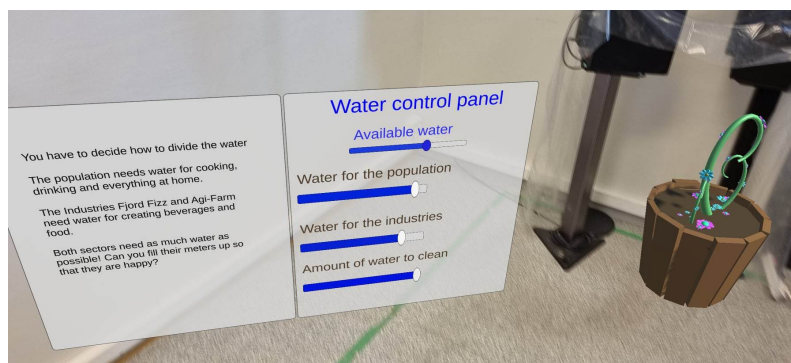 You have to decide how to divide the water
The population needs water for cooking,
drinking and everything at home.
The Industries Fjord Fizz and Agi-Farm
need water for creating beverages and
food.
Both sectors need as much water as
possible! Can you fill their meters up so
that they are happy?
Water control panel
Available water
Water for the population
Water for the industries
Amount of water to clean